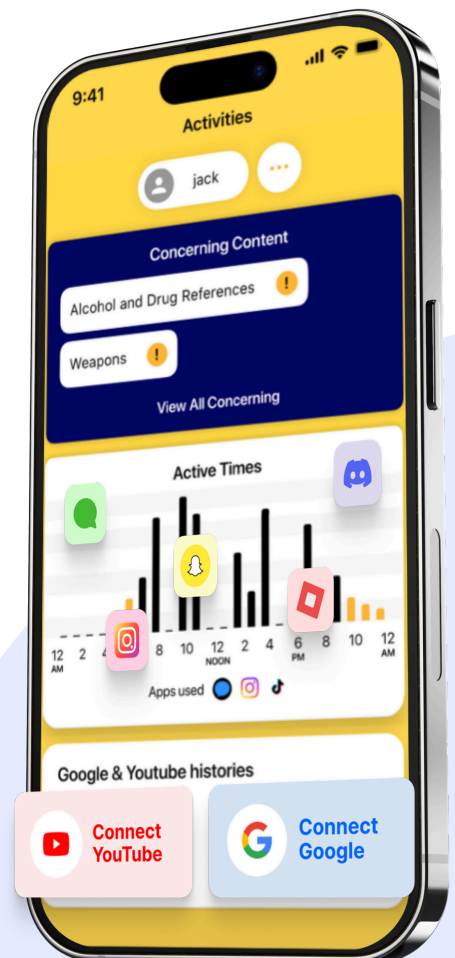 9:41
Activities
jack
Concerning Content
Alcohol and Drug References
!
Weapons
!
View All Concerning
Active Times
12 2 4 8 10 12 2 4 6 8 10 12
AM NOON PM AM
Apps used
Google & Youtube histories
Connect
YouTube
Connect
Google